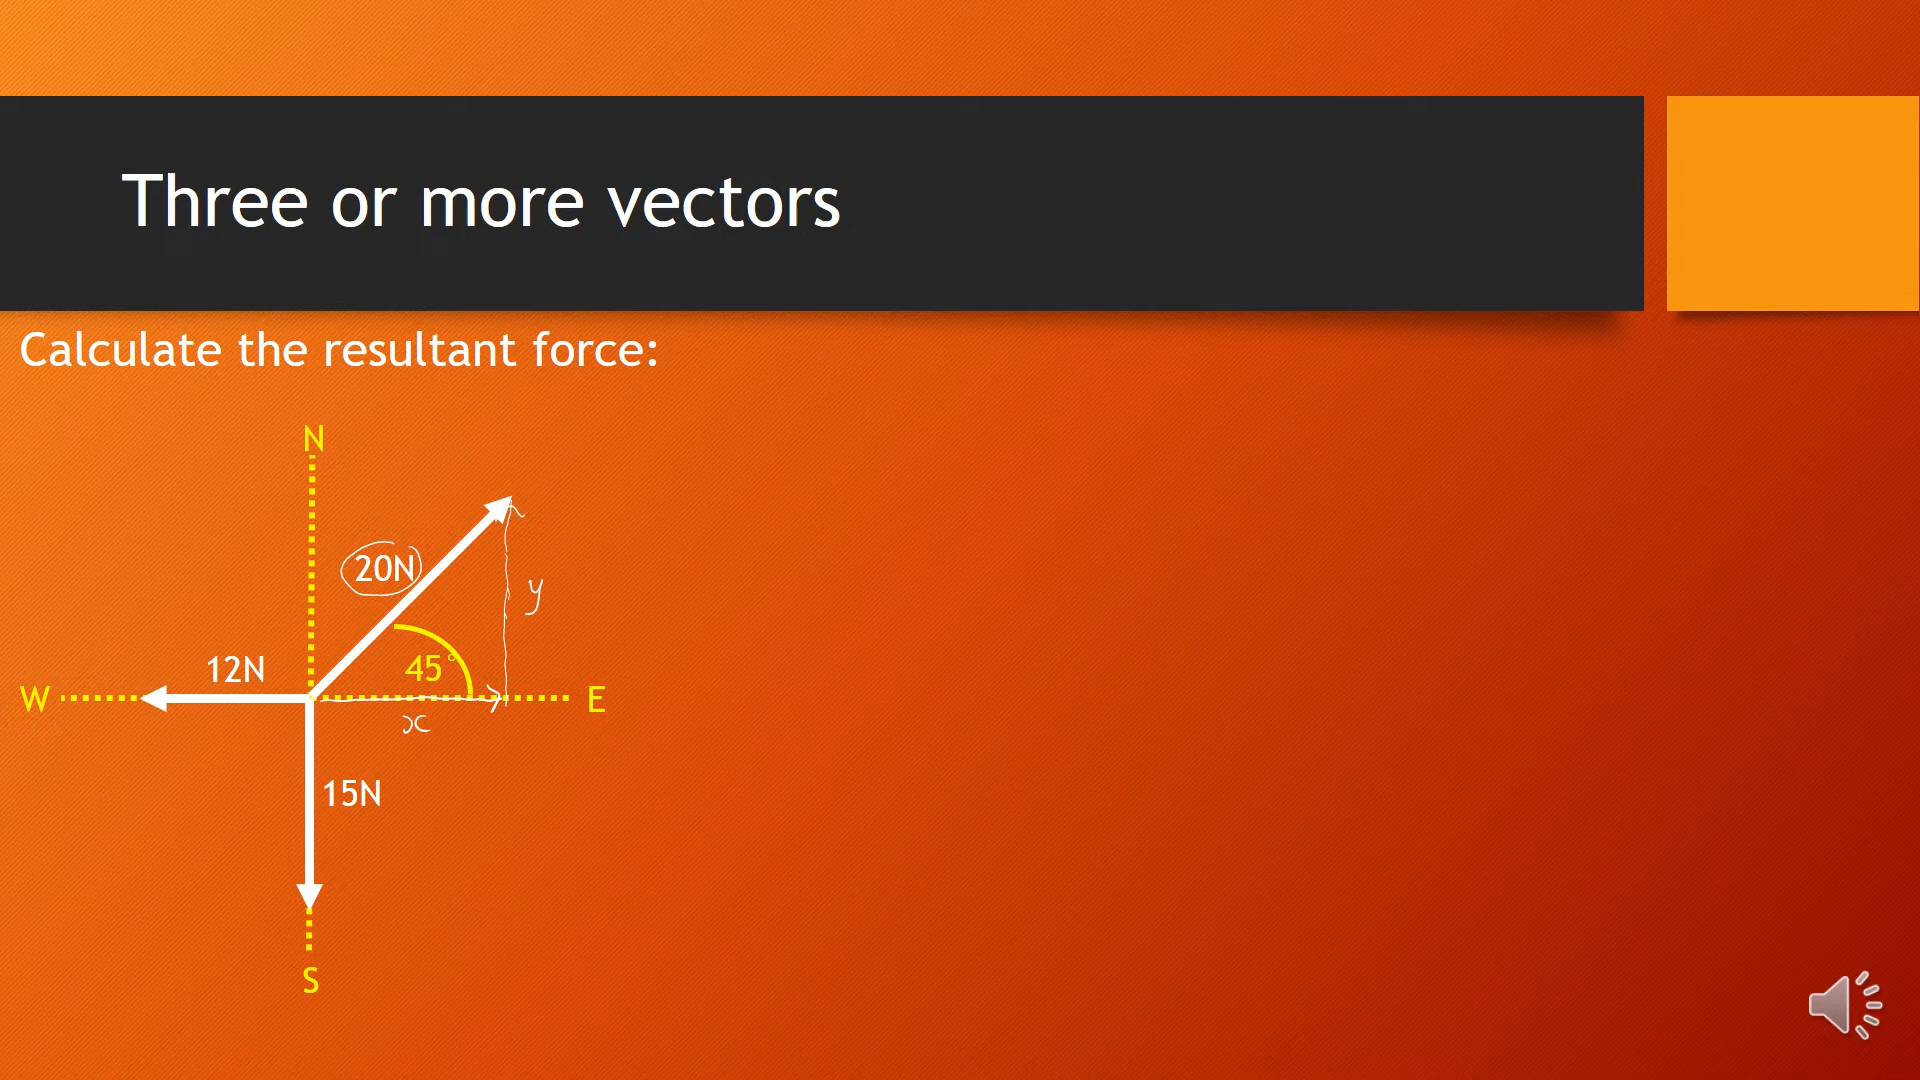 Three or more vectors
Calculate the resultant force:
N
20N
y
12N
45°
W
E
x
15N
S